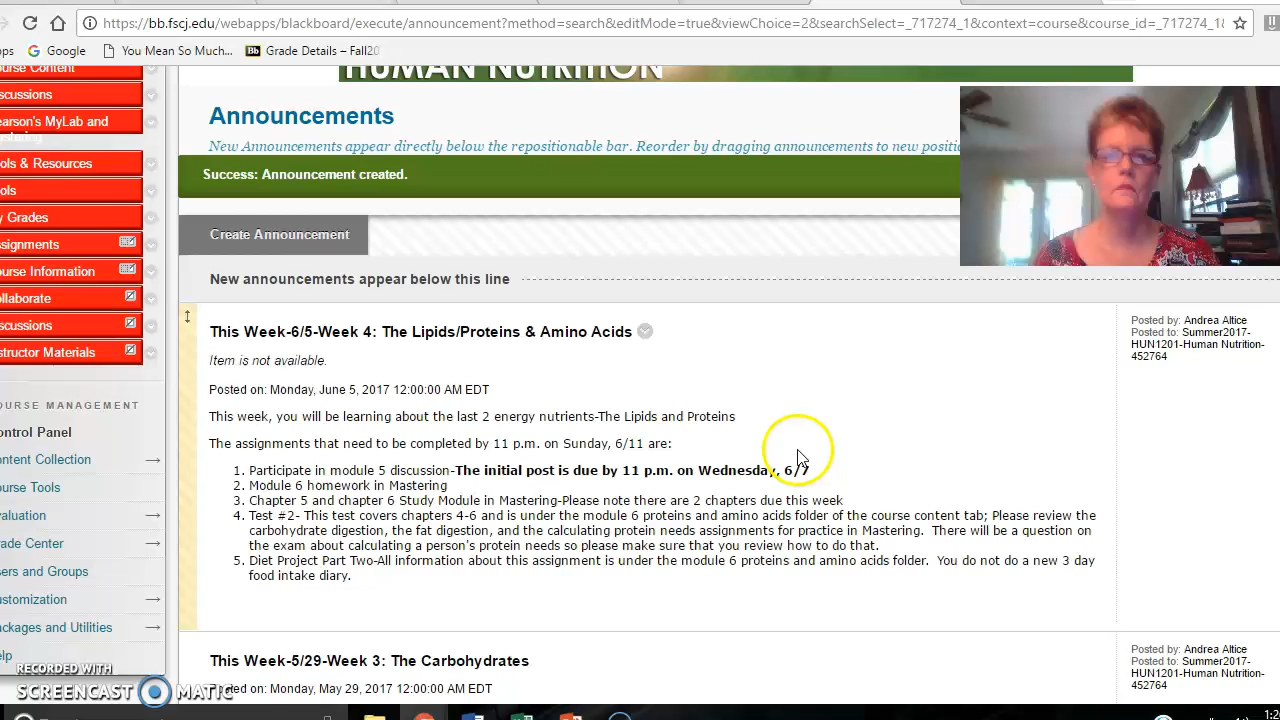 https://bb.fscj.edu/webapps/blackboard/execute/announcement?method=search&editMode=true&viewChoice=2&searchSelect=_717274_1&context=course&course_id=_717274_1&
Google You Mean So Much... Bb Grade Details – Fall20
HUMAN NUTRITION
ourse Content
scussions
earson's MyLab and
ols & Resources
ols
y Grades
ssignments
ourse Information
ollaborate
scussions
structor Materials
OURSE MANAGEMENT
ontrol Panel
ontent Collection
ourse Tools
valuation
rade Center
sers and Groups
ustomization
ackages and Utilities
elp
RECORDED WITH
SCREENCAST MATIC
Announcements
New Announcements appear directly below the repositionable bar. Reorder by dragging announcements to new positi
Success: Announcement created.
Create Announcement
New announcements appear below this line
This Week-6/5-Week 4: The Lipids/Proteins & Amino Acids
Item is not available.
Posted on: Monday, June 5, 2017 12:00:00 AM EDT
This week, you will be learning about the last 2 energy nutrients-The Lipids and Proteins
The assignments that need to be completed by 11 p.m. on Sunday, 6/11 are:
1. Participate in module 5 discussion-The initial post is due by 11 p.m. on Wednesday, 6/7
2. Module 6 homework in Mastering
3. Chapter 5 and chapter 6 Study Module in Mastering-Please note there are 2 chapters due this week
4. Test #2- This test covers chapters 4-6 and is under the module 6 proteins and amino acids folder of the course content tab; Please review the
carbohydrate digestion, the fat digestion, and the calculating protein needs assignments for practice in Mastering. There will be a question on
the exam about calculating a person's protein needs so please make sure that you review how to do that.
5. Diet Project Part Two-All information about this assignment is under the module 6 proteins and amino acids folder. You do not do a new 3 day
food intake diary.
Posted by: Andrea Altice
Posted to: Summer2017-
HUN1201-Human Nutrition-
452764
This Week-5/29-Week 3: The Carbohydrates
Posted on: Monday, May 29, 2017 12:00:00 AM EDT
Posted by: Andrea Altice
Posted to: Summer2017-
HUN1201-Human Nutrition-
452764